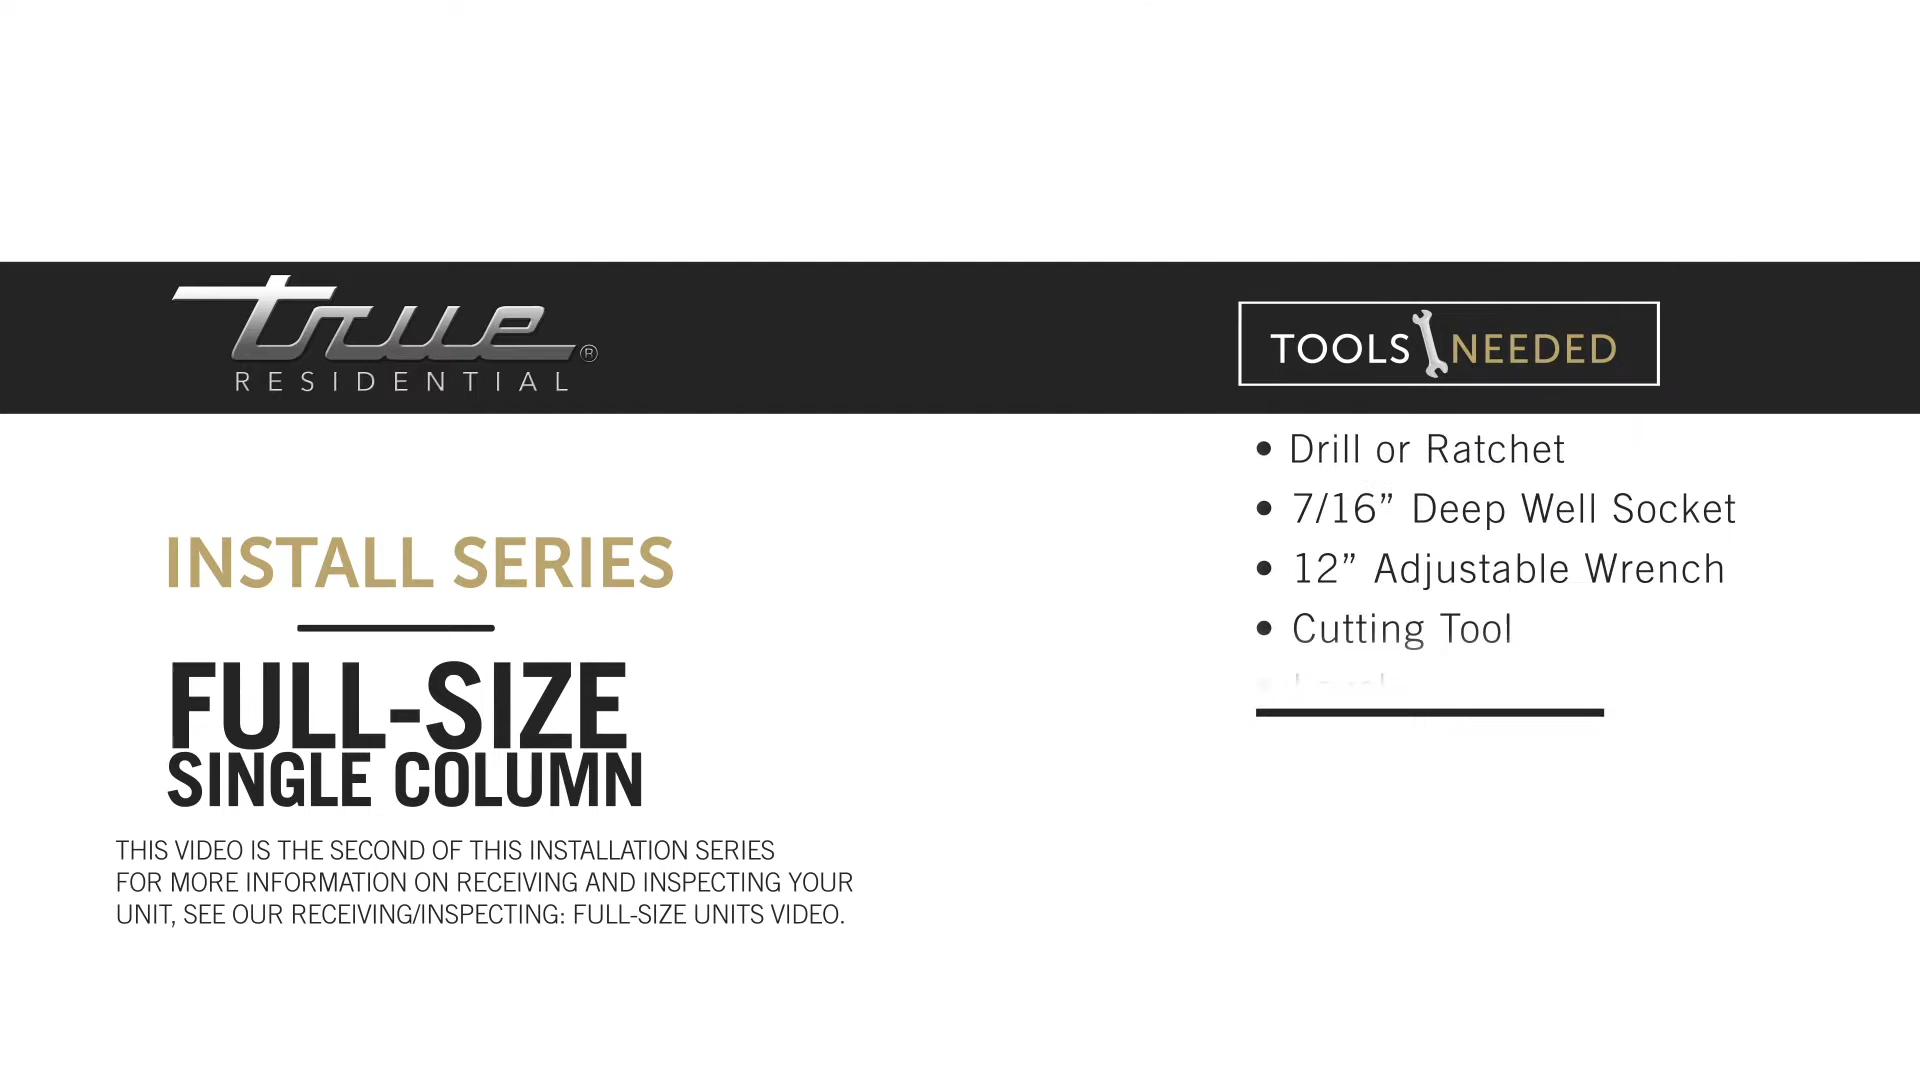 true®
RESIDENTIAL
TOOLS NEEDED
• Drill or Ratchet
• 7/16” Deep Well Socket
• 12” Adjustable Wrench
• Cutting Tool
INSTALL SERIES
FULL-SIZE
SINGLE COLUMN
THIS VIDEO IS THE SECOND OF THIS INSTALLATION SERIES
FOR MORE INFORMATION ON RECEIVING AND INSPECTING YOUR
UNIT, SEE OUR RECEIVING/INSPECTING: FULL-SIZE UNITS VIDEO.